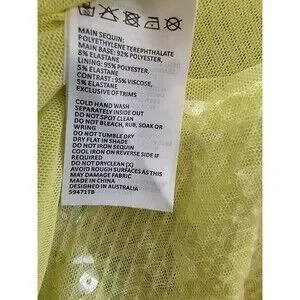 MAIN SEQUIN:
POLYETHYLENE TEREPHTHALATE
MAIN BASE: 92% POLYESTER,
8% ELASTANE
LINING: 95% POLYESTER,
5% ELASTANE
CONTRAST: 95% VISCOSE,
5% ELASTANE
EXCLUSIVE OF TRIMS
COLD HAND WASH
SEPARATELY INSIDE OUT
DO NOT SPOT CLEAN
DO NOT BLEACH, RUB, SOAK OR
WRING
DO NOT TUMBLE DRY
DRY FLAT IN SHADE
DO NOT IRON SEQUIN
COOL IRON ON REVERSE SIDE IF
REQUIRED
DO NOT DRYCLEAN (X)
AVOID ROUGH SURFACES AS THIS
MAY DAMAGE FABRIC
MADE IN CHINA
DESIGNED IN AUSTRALIA
59471TB